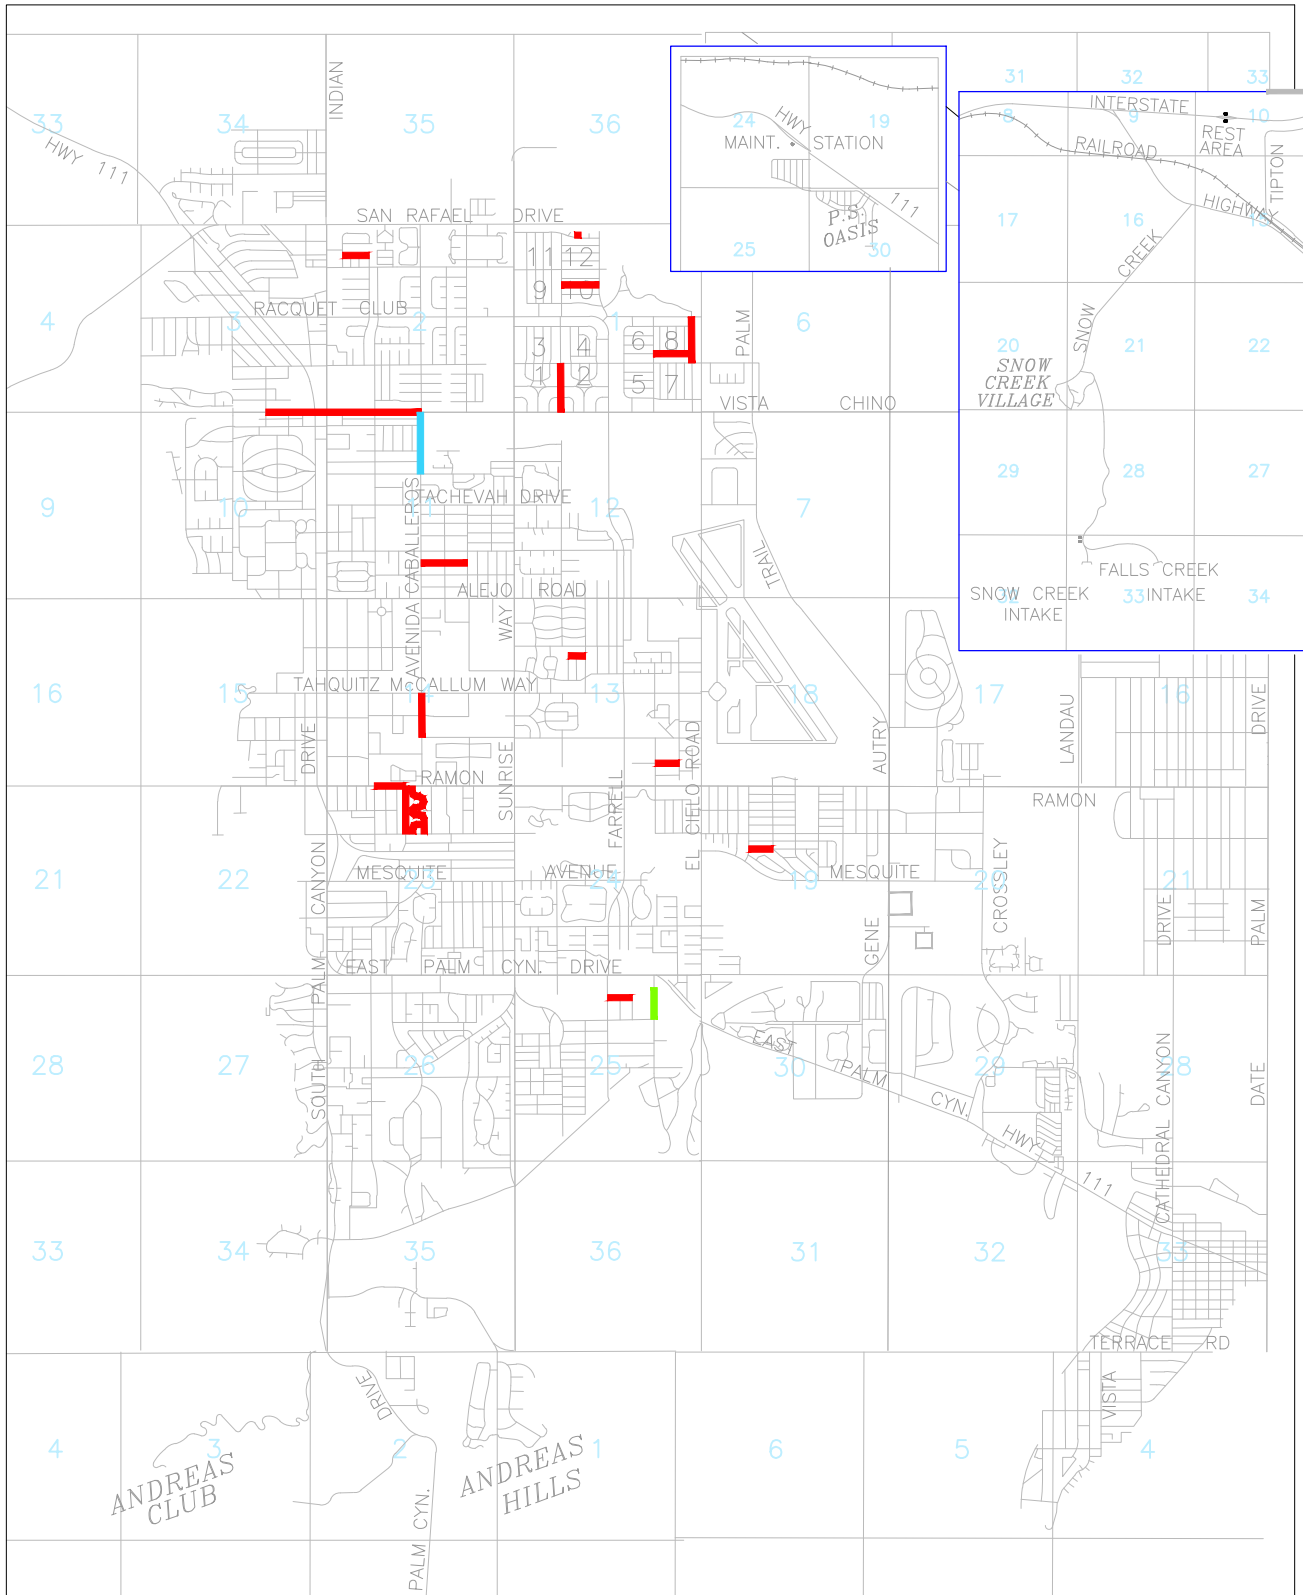 31
32
33
INDIAN
INTERSTATE
33
34
35
36
24
HWY
19
8
9
10
REST
AREA
HWY 111
MAINT. STATION
RAILROAD
TIPTON
SAN RAFAEL DRIVE
P.S.
OASIS
111
17
16
HIGHWAY
15
25
30
CREEK
11
12
9
10
RACQUET CLUB
4
3
2
1
6
PALM
SNOW
3
4
6
8
20
21
22
1
2
5
7
SNOW
CREEK
VILLAGE
VISTA CHINO
29
28
27
9
10
11
TACHEVAH DRIVE
12
7
AVENIDA CABALLEROS
TRAIL
FALLS CREEK
ALEJO ROAD
SNOW CREEK
INTAKE
32
33
INTAKE
34
WAY
16
15
TAHQUITZ McCALLUM WAY
14
13
18
17
16
DRIVE
LANDAU
DRIVE
EL CIELO ROAD
AUTRY
RAMON
SUNRISE
FARRELL
RAMON
21
22
MESQUITE
23
AVENUE
24
19
MESQUITE
20
CROSSLEY
21
SOUTH PALM CANYON
GENE
DRIVE
PALM
EAST PALM CYN. DRIVE
28
27
26
25
EAST
30
PALM
CYN.
29
28
DATE
HWY
111
CATHEDRAL CANYON
33
34
35
36
31
32
33
TERRACE RD
DRIVE
VISTA
4
3
2
1
6
5
4
ANDREAS
CLUB
ANDREAS
HILLS
PALM CYN.